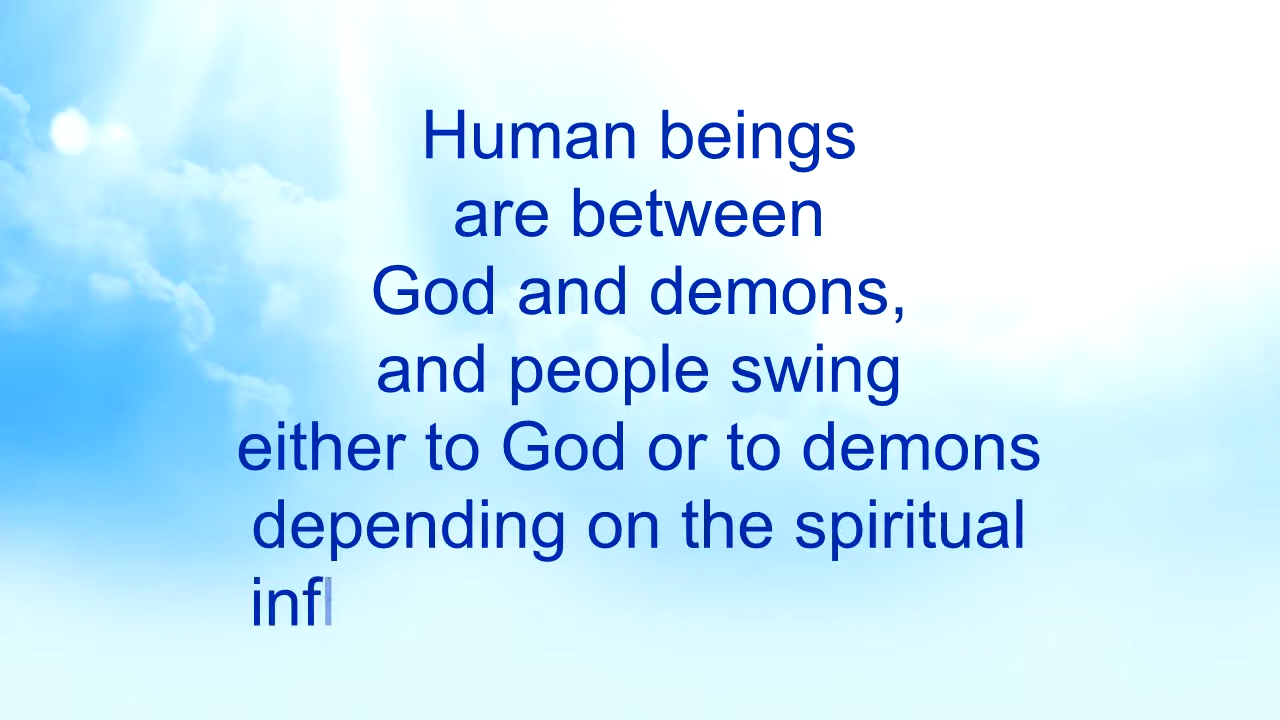 Human beings
are between
God and demons,
and people swing
either to God or to demons
depending on the spiritual
infl